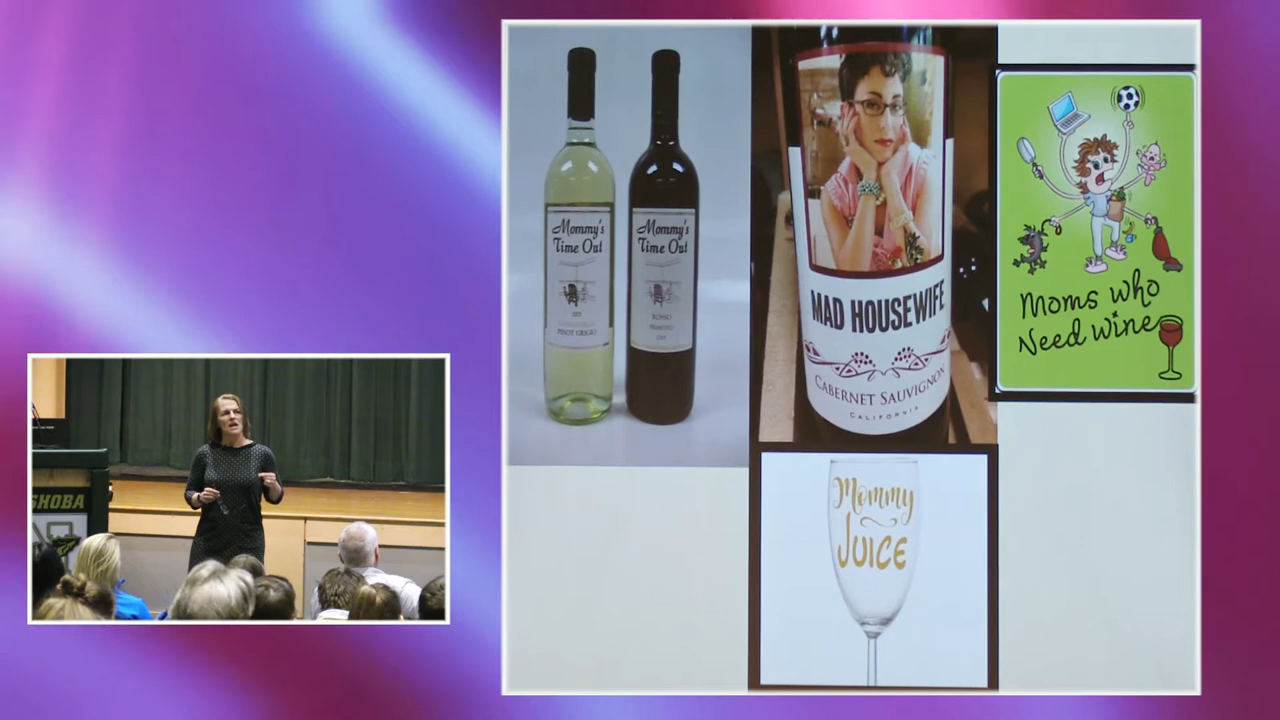 Mommy's
Time Out
PINOT GRIGIO
Mommy's
Time Out
ROSSO
MAD HOUSEWIFE
CABERNET SAUVIGNON
CALIFORNIA
Moms who
Need wine
Mommy
JUICE
SHOBA